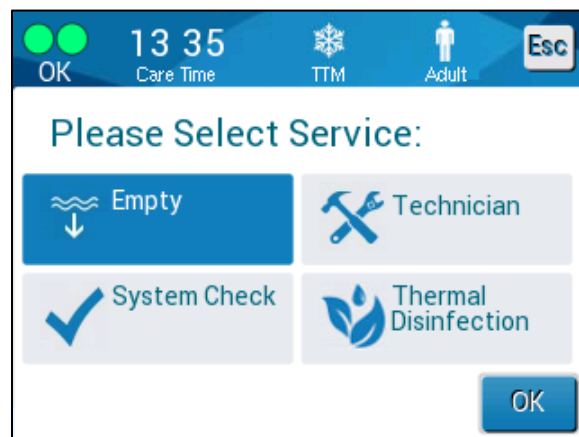 13 35
Esc
OK
Care Time
TTM
Adult
Please Select Service:
Empty
Technician
System Check
Thermal
Disinfection
OK